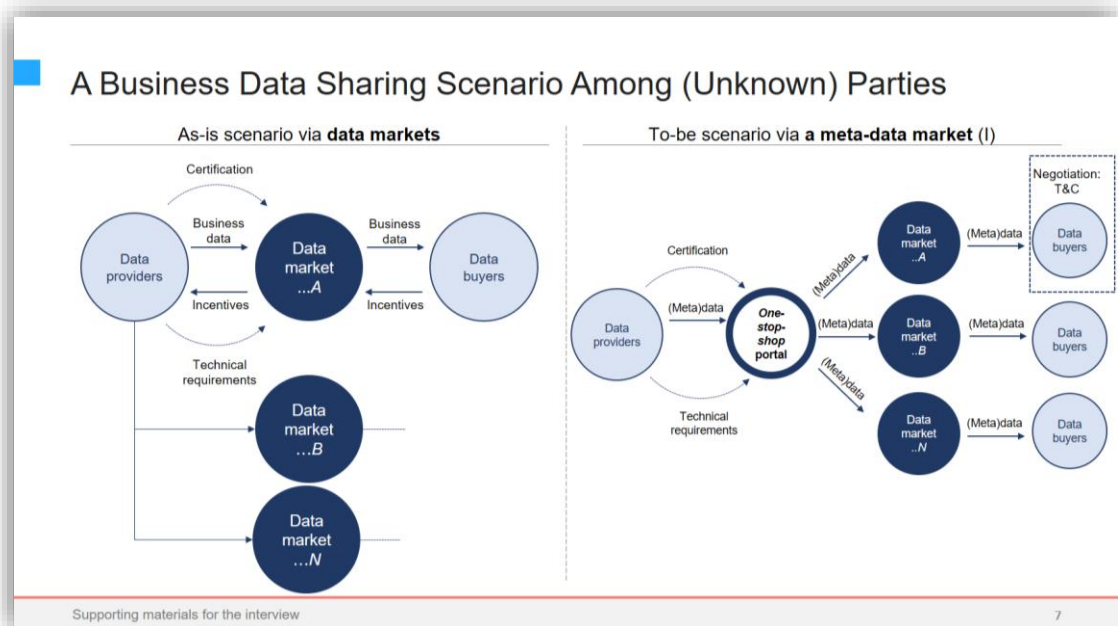 A Business Data Sharing Scenario Among (Unknown) Parties
As-is scenario via data markets
Certification
Data
providers
Business
data
Incentives
Data
market
...A
Business
data
Incentives
Data
buyers
Technical
requirements
Data
market
...B
Data
market
...N
To-be scenario via a meta-data market (I)
Data
providers
Certification
(Meta)data
Technical
requirements
One-
stop-
shop
portal
(Meta)data
(Meta)data
(Meta)data
Data
market
..A
(Meta)data
Negotiation:
T&C
Data
buyers
Data
market
..B
(Meta)data
Data
buyers
Data
market
..N
(Meta)data
Data
buyers
Supporting materials for the interview
7